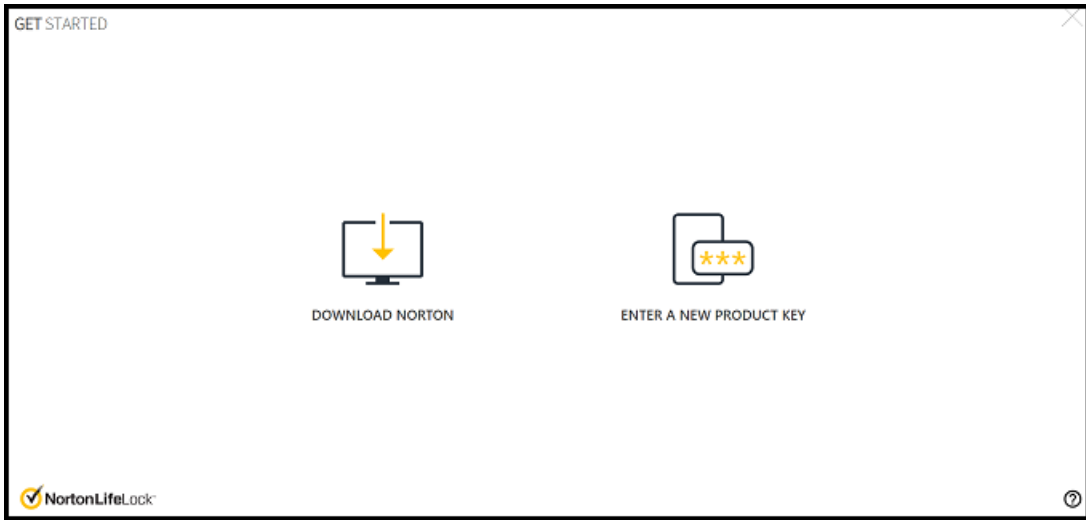 GET STARTED
***
DOWNLOAD NORTON
ENTER A NEW PRODUCT KEY
NortonLifeLock